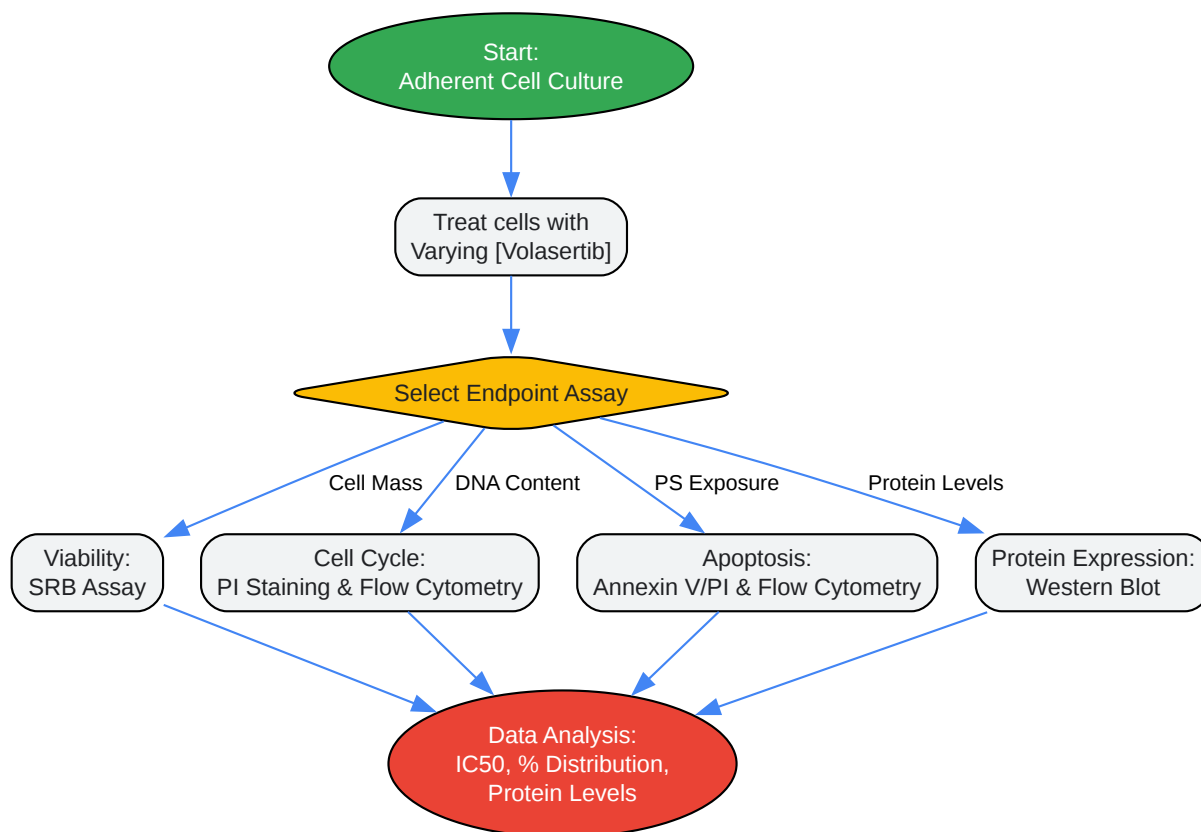 Start:
Adherent Cell Culture
Treat cells with
Varying [Volasertib]
Select Endpoint Assay
Cell Mass
DNA Content
PS Exposure
Protein Levels
Viability:
SRB Assay
Cell Cycle:
PI Staining & Flow Cytometry
Apoptosis:
Annexin V/PI & Flow Cytometry
Protein Expression:
Western Blot
Data Analysis:
IC50, % Distribution,
Protein Levels